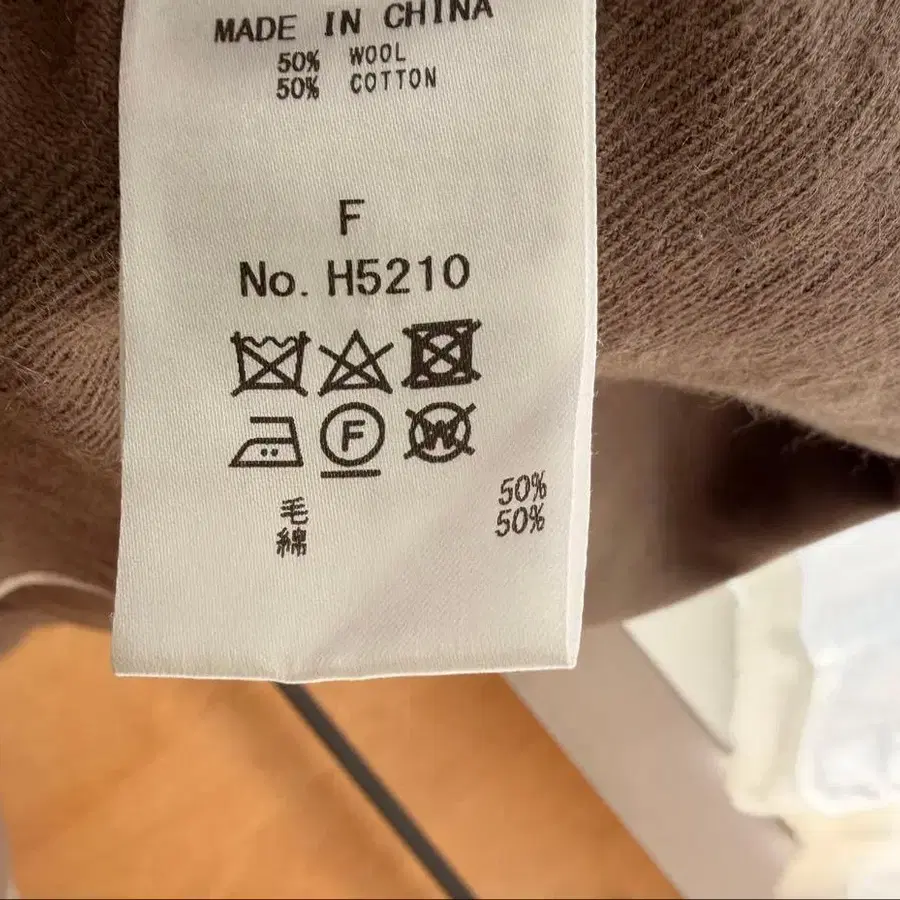 MADE IN CHINA
50% WOOL
50% COTTON
F
No. H5210
F W
毛 50%
綿 50%